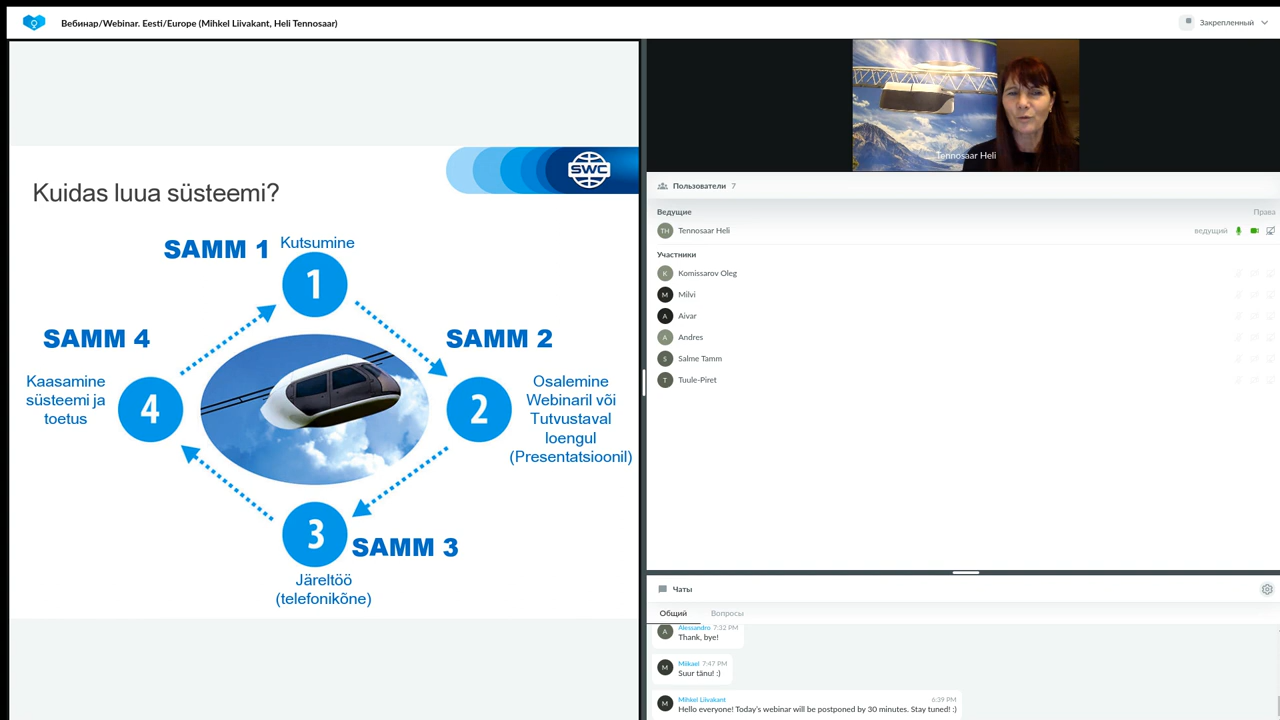 Вебинар/Webinar. Eesti/Europe (Mihkel Liivakant, Heli Tennosaar)
Закрепленный
SWC
Kuidas luua süsteemi?
SAMM 1
Kutsumine
1
SAMM 4
SAMM 2
Kaasamine
süsteemi ja
toetus
4
2
Osalemine
Webinaril või
Tutvustaval
loengul
(Presentatsioonil)
3
SAMM 3
Järeltöö
(telefonikõne)
Tennosaar Heli
Пользователи 7
Ведущие
Права
TH Tennosaar Heli
ведущий
Участники
K Komissarov Oleg
M Milvi
A Aivar
A Andres
S Salme Tamm
T Tuule-Piret
Чаты
Общий
Вопросы
A Alessandro 7:32 PM
Thank, bye!
M Miikael 7:47 PM
Suur tänu! :)
M Mihkel Liivakant 6:39 PM
Hello everyone! Today's webinar will be postponed by 30 minutes. Stay tuned! :)